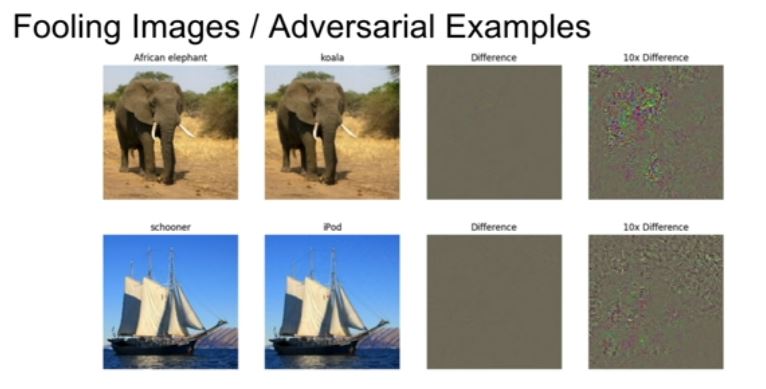 Fooling Images / Adversarial Examples
African elephant koala Difference 10x Difference
schooner iPod Difference 10x Difference